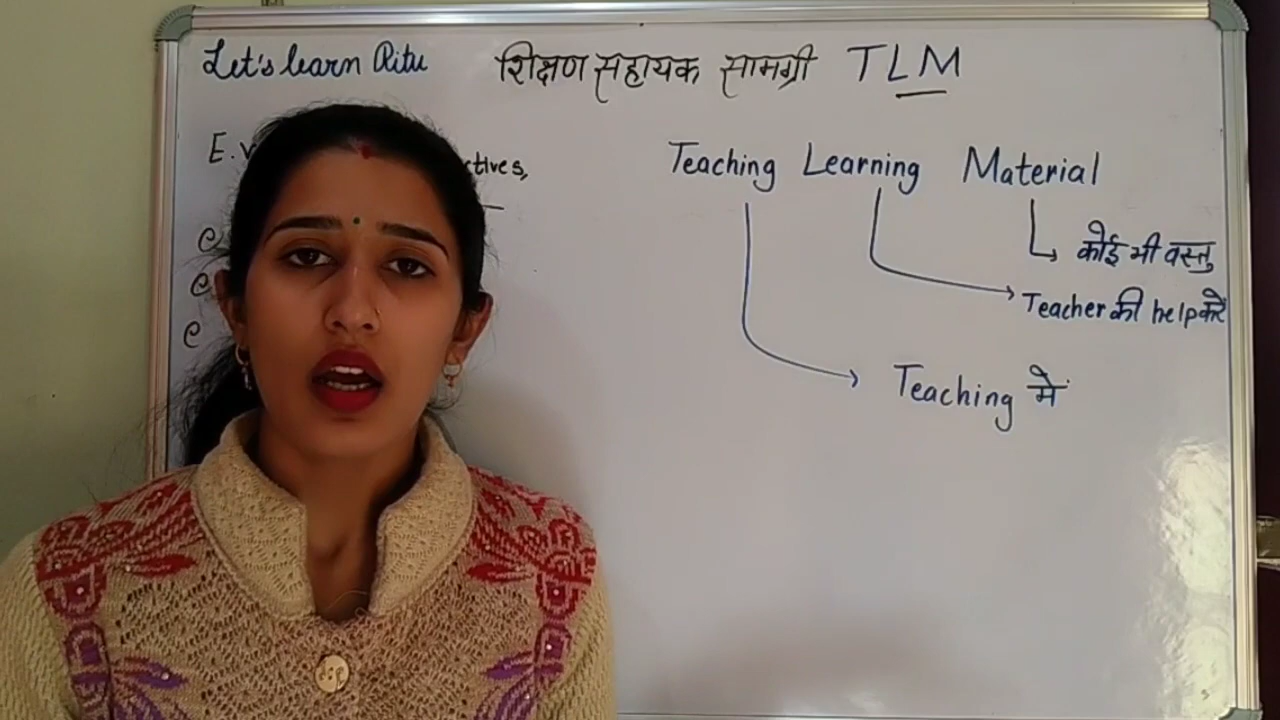 Let's learn Ritu
शिक्षण सहायक सामग्री TLM
Teaching Learning Material
कोई भी वस्तु
Teacher की help करें
Teaching में